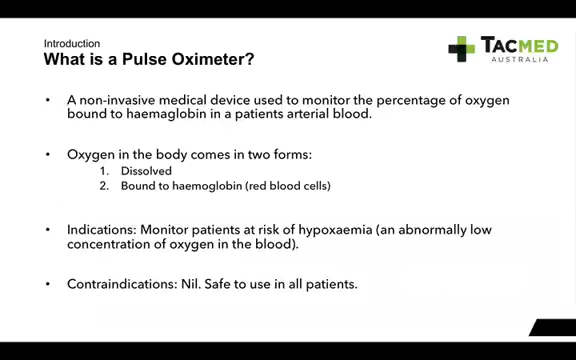 Introduction
What is a Pulse Oximeter?
TACMED
AUSTRALIA
• A non-invasive medical device used to monitor the percentage of oxygen
bound to haemaglobin in a patients arterial blood.
• Oxygen in the body comes in two forms:
1. Dissolved
2. Bound to haemoglobin (red blood cells)
• Indications: Monitor patients at risk of hypoxaemia (an abnormally low
concentration of oxygen in the blood).
• Contraindications: Nil. Safe to use in all patients.